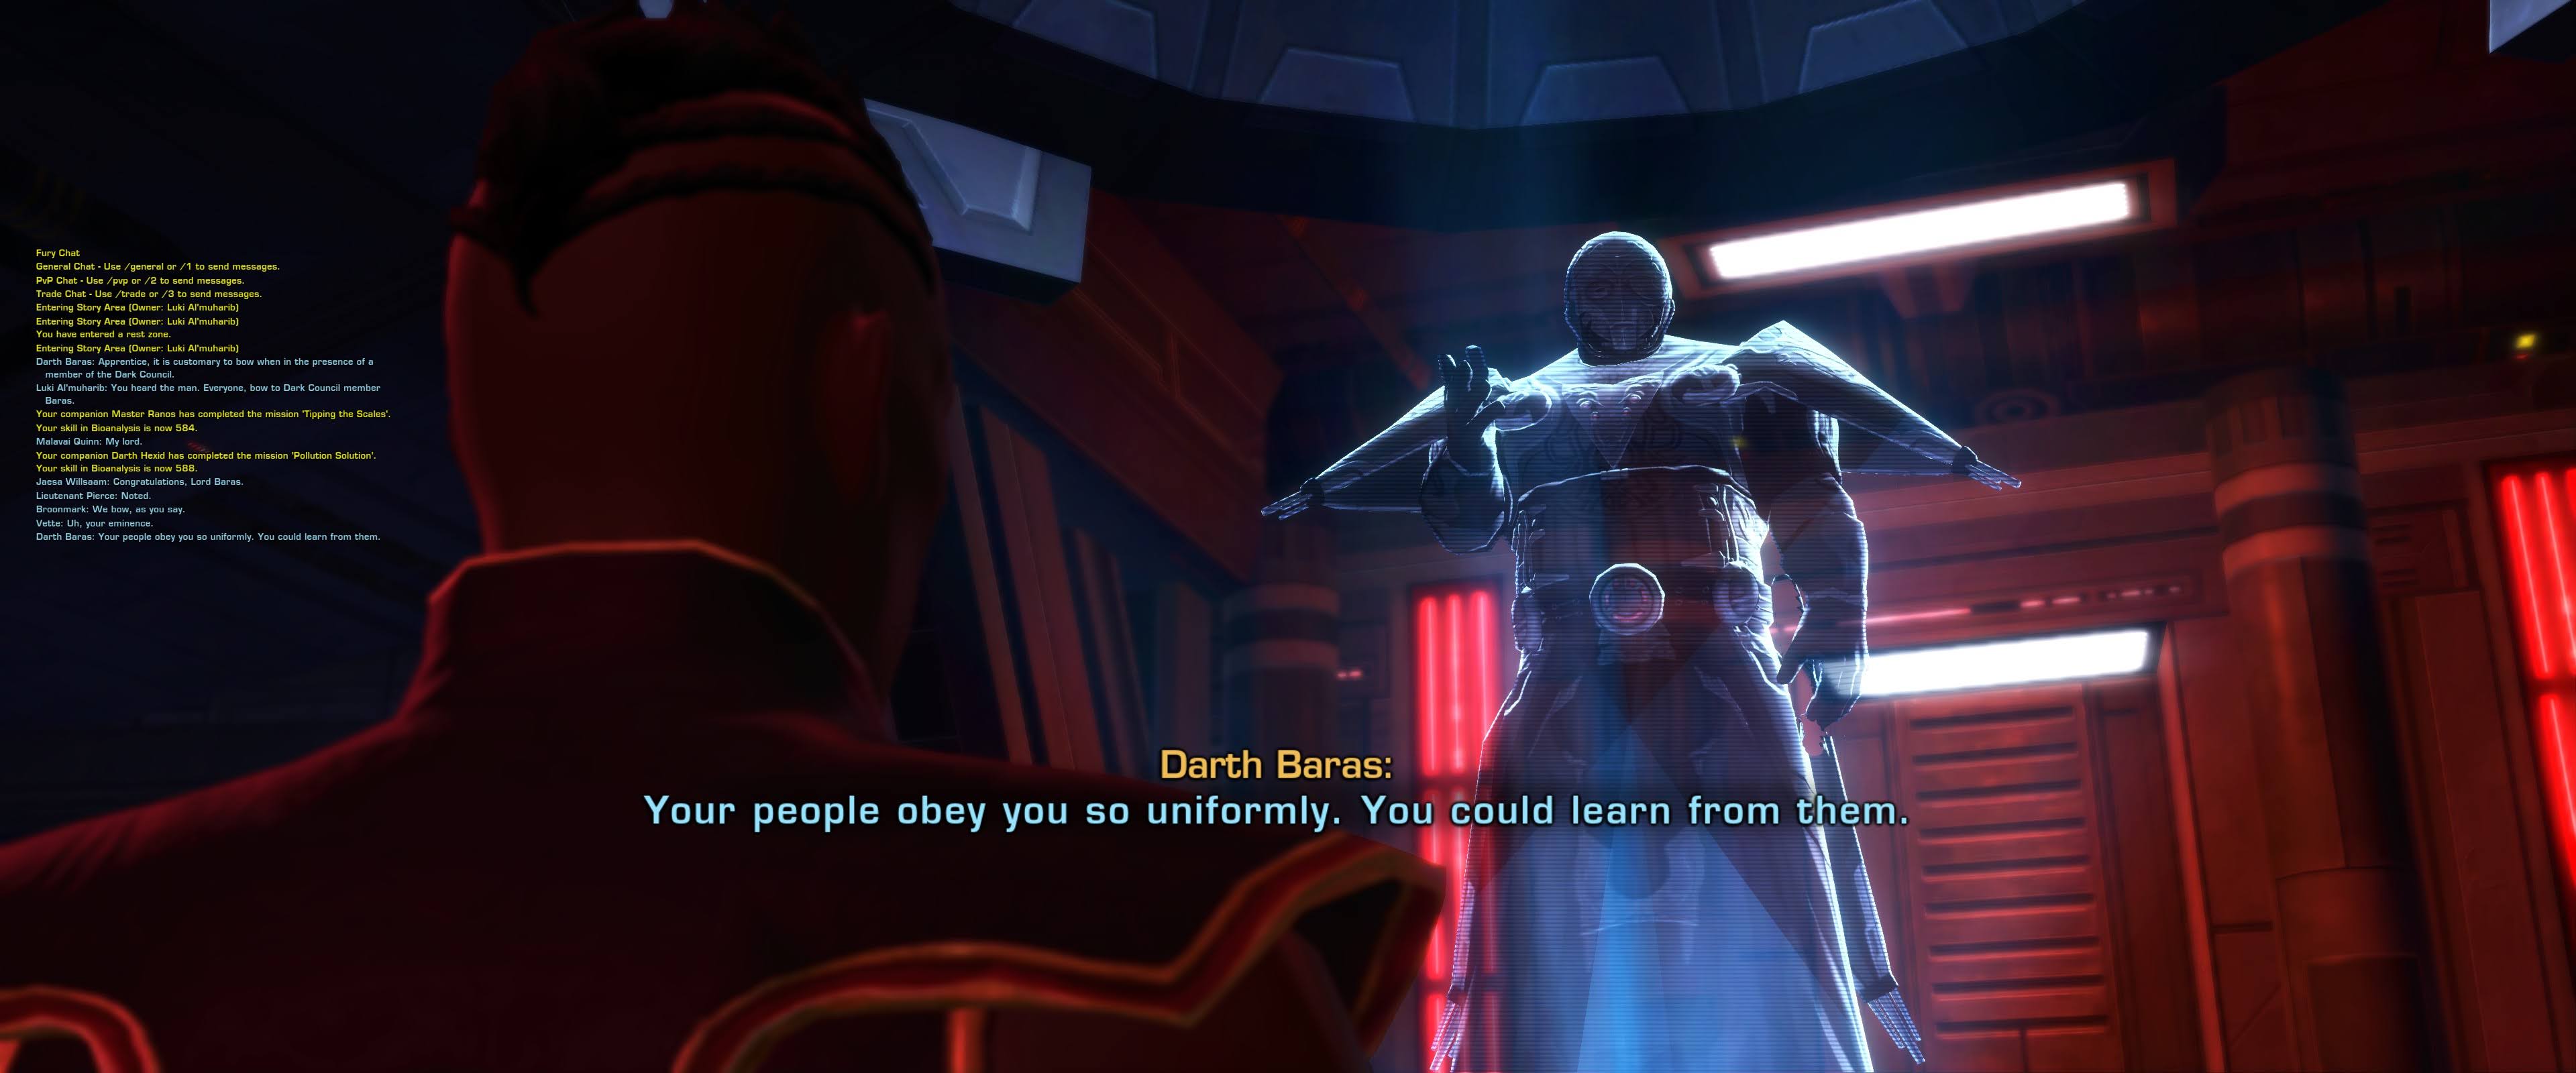 Fury Chat
General Chat - Use /general or /1 to send messages.
PvP Chat - Use /pvp or /2 to send messages.
Trade Chat - Use /trade or /3 to send messages.
Entering Story Area (Owner: Luki Al'muharib)
Entering Story Area (Owner: Luki Al'muharib)
You have entered a rest zone.
Entering Story Area (Owner: Luki Al'muharib)
Darth Baras: Apprentice, it is customary to bow when in the presence of a
member of the Dark Council.
Luki Al'muharib: You heard the man. Everyone, bow to Dark Council member
Baras.
Your companion Master Ranos has completed the mission 'Tipping the Scales'.
Your skill in Bioanalysis is now 584.
Malavai Quinn: My lord.
Your companion Darth Hexid has completed the mission 'Pollution Solution'.
Your skill in Bioanalysis is now 588.
Jaesa Willsaam: Congratulations, Lord Baras.
Lieutenant Pierce: Noted.
Broonmark: We bow, as you say.
Vette: Uh, your eminence.
Darth Baras: Your people obey you so uniformly. You could learn from them.
Darth Baras:
Your people obey you so uniformly. You could learn from them.